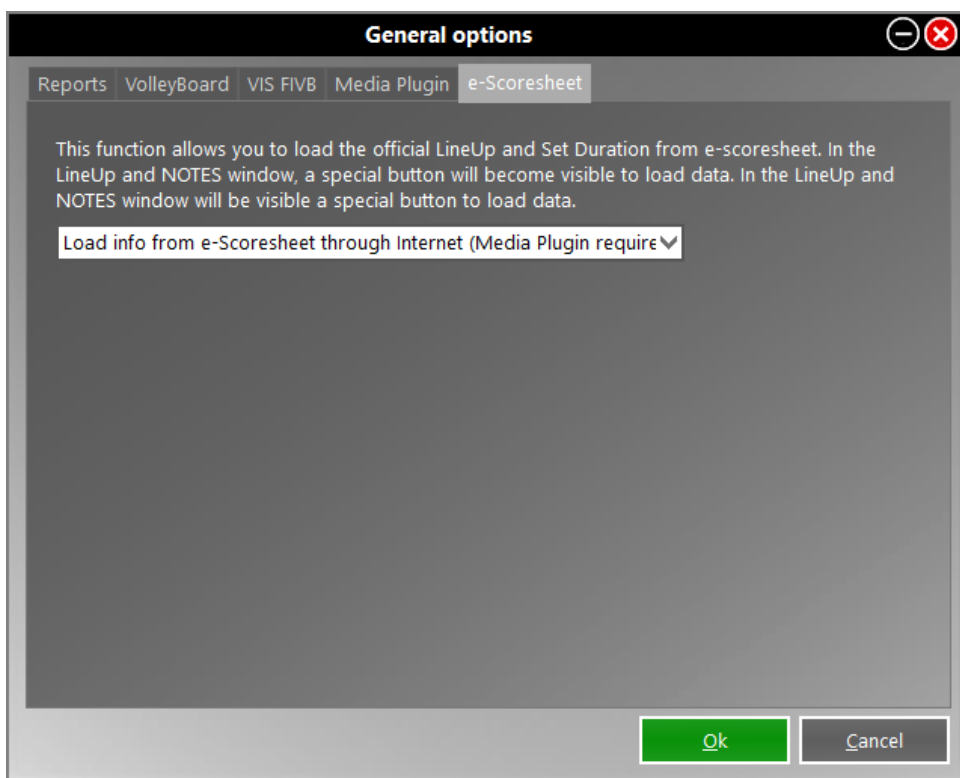 General options
Reports VolleyBoard VIS FIVB Media Plugin e-Scoresheet
This function allows you to load the official LineUp and Set Duration from e-scoresheet. In the
LineUp and NOTES window, a special button will become visible to load data. In the LineUp and
NOTES window will be visible a special button to load data.
Load info from e-Scoresheet through Internet (Media Plugin require
Ok Cancel